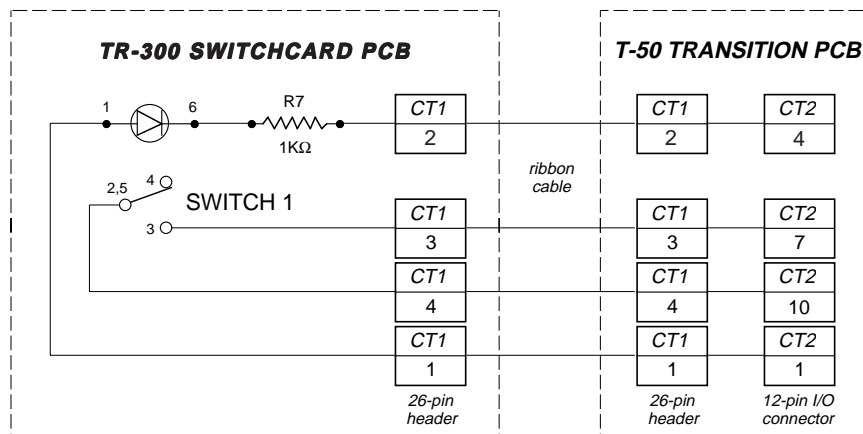 TR-300 SWITCHCARD PCB
T-50 TRANSITION PCB
1
6
R7
1KΩ
CT1
2
CT1
2
CT2
4
ribbon
cable
2,5
4
SWITCH 1
3
CT1
3
CT1
3
CT2
7
CT1
4
CT1
4
CT2
10
CT1
1
CT1
1
CT2
1
26-pin
header
26-pin
header
12-pin I/O
connector